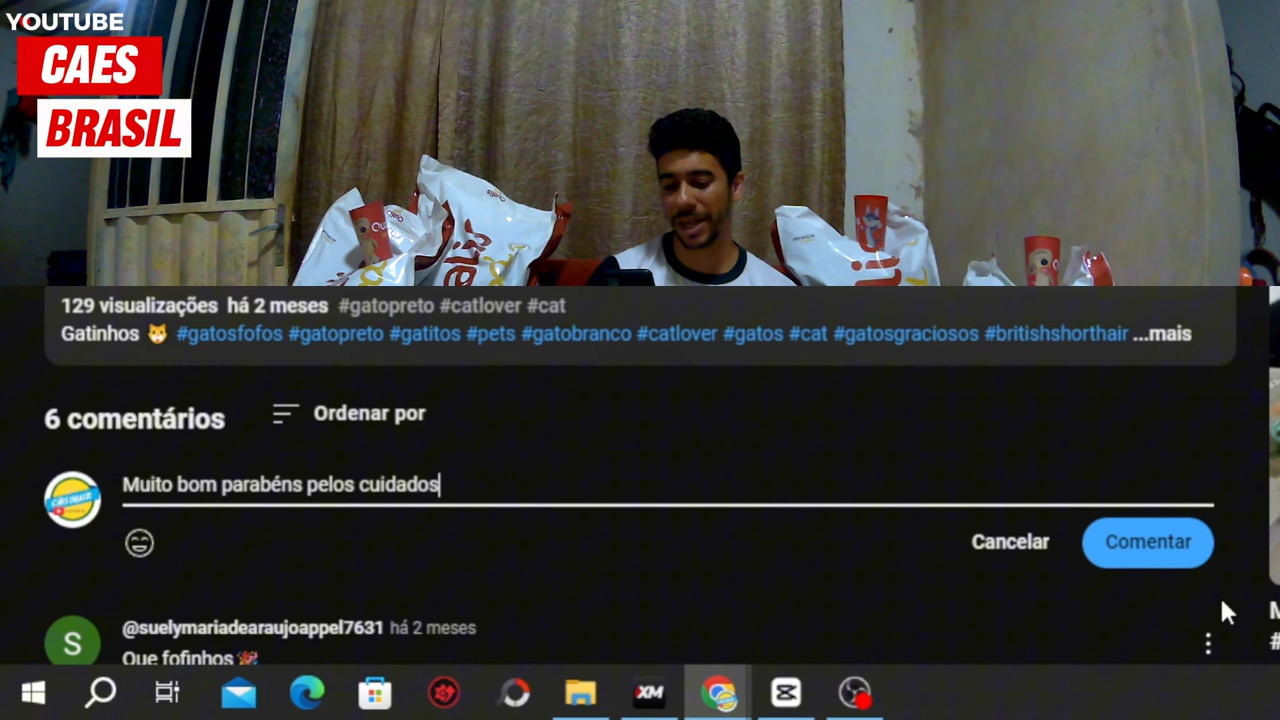 YOUTUBE
CAES
BRASIL
129 visualizações há 2 meses #gatopreto #catlover #cat
Gatinhos 🐱 #gatosfofos #gatopreto #gatitos #pets #gatobranco #catlover #gatos #cat #gatosgraciosos #britishshorthair ...mais
6 comentários
Ordenar por
Muito bom parabéns pelos cuidados
Cancelar
Comentar
S
@suelymariadearaujoappel7631 há 2 meses
Que fofinhos 🎉
XM